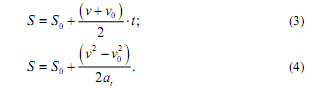 S = S₀ + (v + v₀)/2 · t; (3)
S = S₀ + (v² − v₀²)/2aₜ. (4)